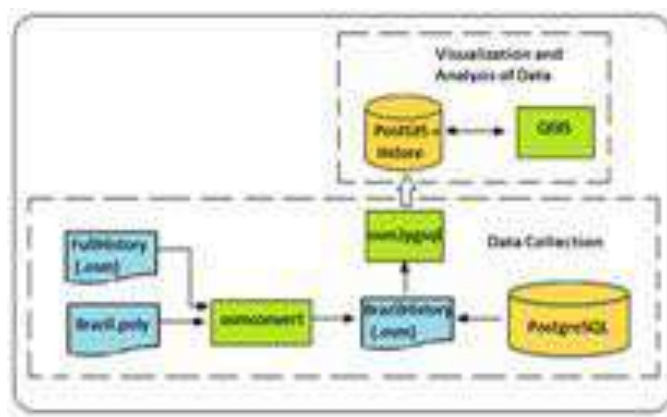 Visualization and
Analysis of Data
PostGIS -
History
QGIS
FullHistory
(.osm)
osm2pgsql
Data Collection
Brazil.poly
osmconvert
BrazilHistory
(.osm)
PostgreSQL